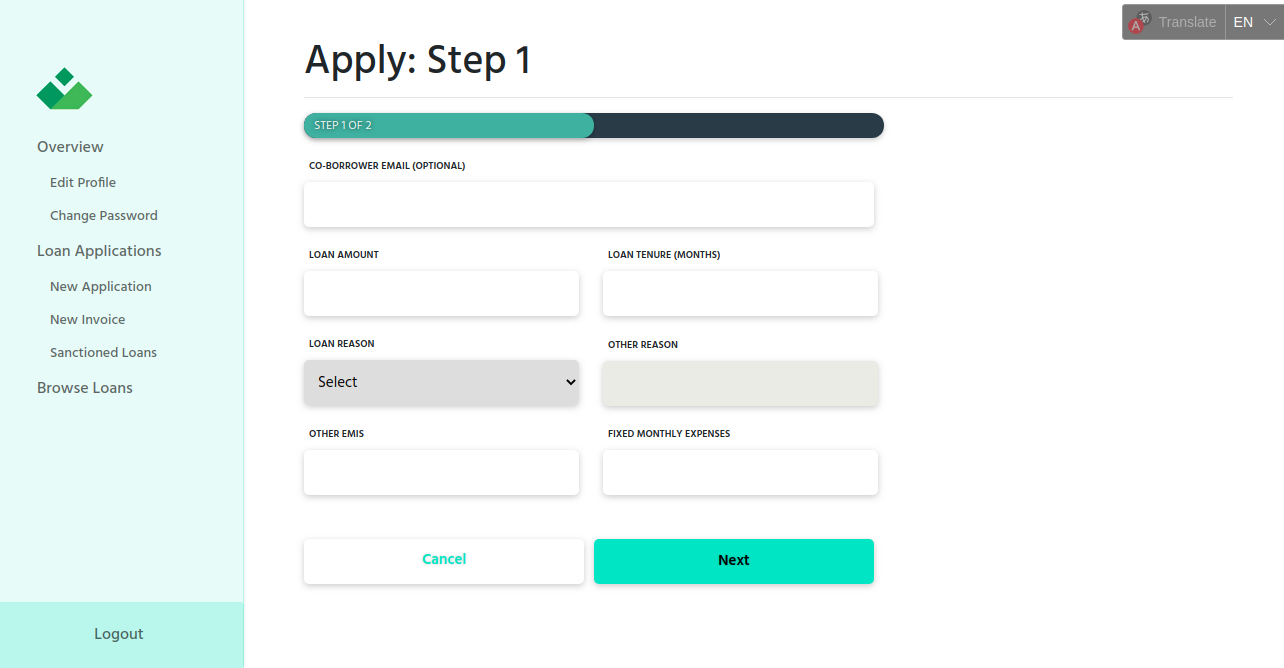 Translate
EN
Apply: Step 1
STEP 1 OF 2
Overview
Edit Profile
Change Password
Loan Applications
New Application
New Invoice
Sanctioned Loans
Browse Loans
Logout
CO-BORROWER EMAIL (OPTIONAL)
LOAN AMOUNT
LOAN TENURE (MONTHS)
LOAN REASON
OTHER REASON
Select
OTHER EMIS
FIXED MONTHLY EXPENSES
Cancel
Next